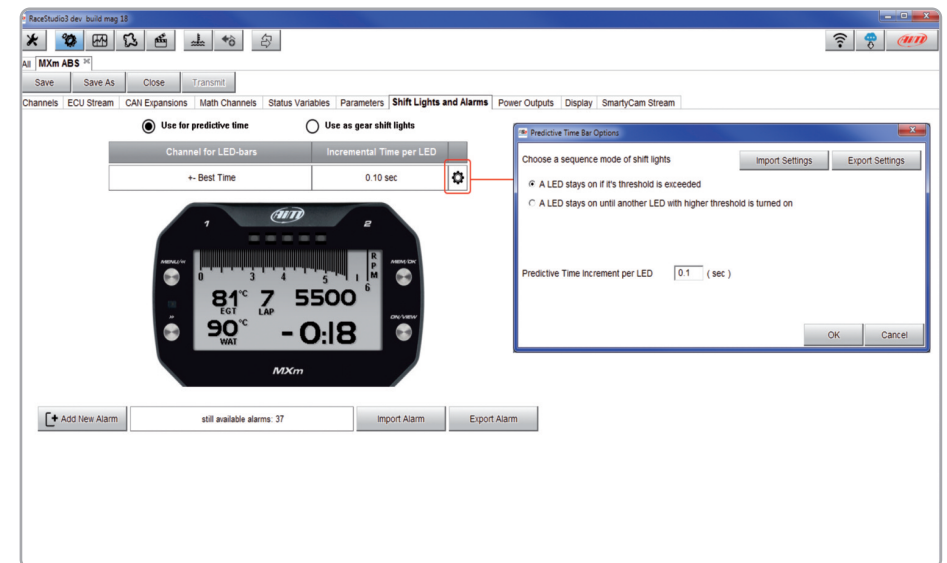 RaceStudio3 dev build mag 18
AiM
All MXm ABS
Save Save As Close Transmit
Channels ECU Stream CAN Expansions Math Channels Status Variables Parameters Shift Lights and Alarms Power Outputs Display SmartyCam Stream
Use for predictive time Use as gear shift lights
Channel for LED-bars Incremental Time per LED
+- Best Time 0.10 sec
Predictive Time Bar Options
Choose a sequence mode of shift lights Import Settings Export Settings
A LED stays on if it's threshold is exceeded
A LED stays on until another LED with higher threshold is turned on
Predictive Time Increment per LED 0.1 ( sec )
OK Cancel
AiM
1 2
MENU/<< MEM/OK
RPM
0 3 4 5 6
81°C 7 5500
EGT LAP
>> ON/VIEW
90°C - 0:18
WAT
MXm
Add New Alarm still available alarms: 37 Import Alarm Export Alarm